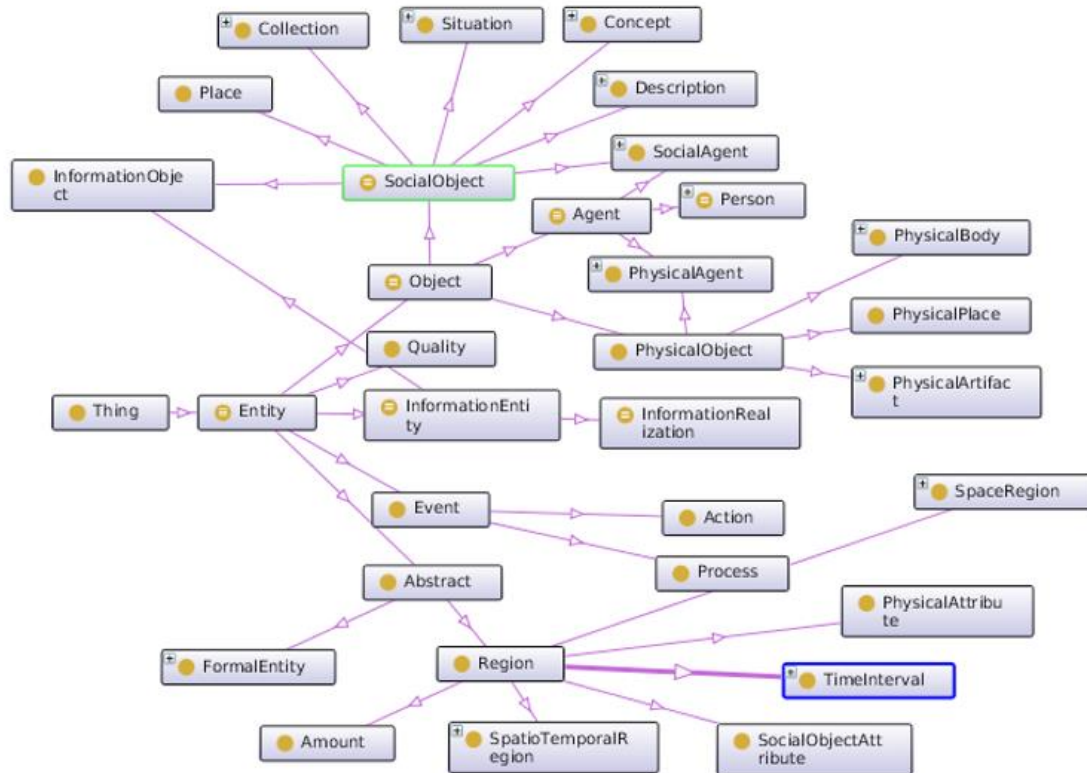 Collection
Situation
Concept
Place
Description
SocialAgent
InformationObje
ct
SocialObject
Person
Agent
PhysicalBody
PhysicalAgent
Object
PhysicalPlace
Quality
PhysicalObject
PhysicalArtifac
t
Thing
Entity
InformationEnti
ty
InformationReal
ization
SpaceRegion
Event
Action
Process
Abstract
PhysicalAttribu
te
FormalEntity
Region
TimeInterval
Amount
SpatioTemporalR
egion
SocialObjectAtt
ribute